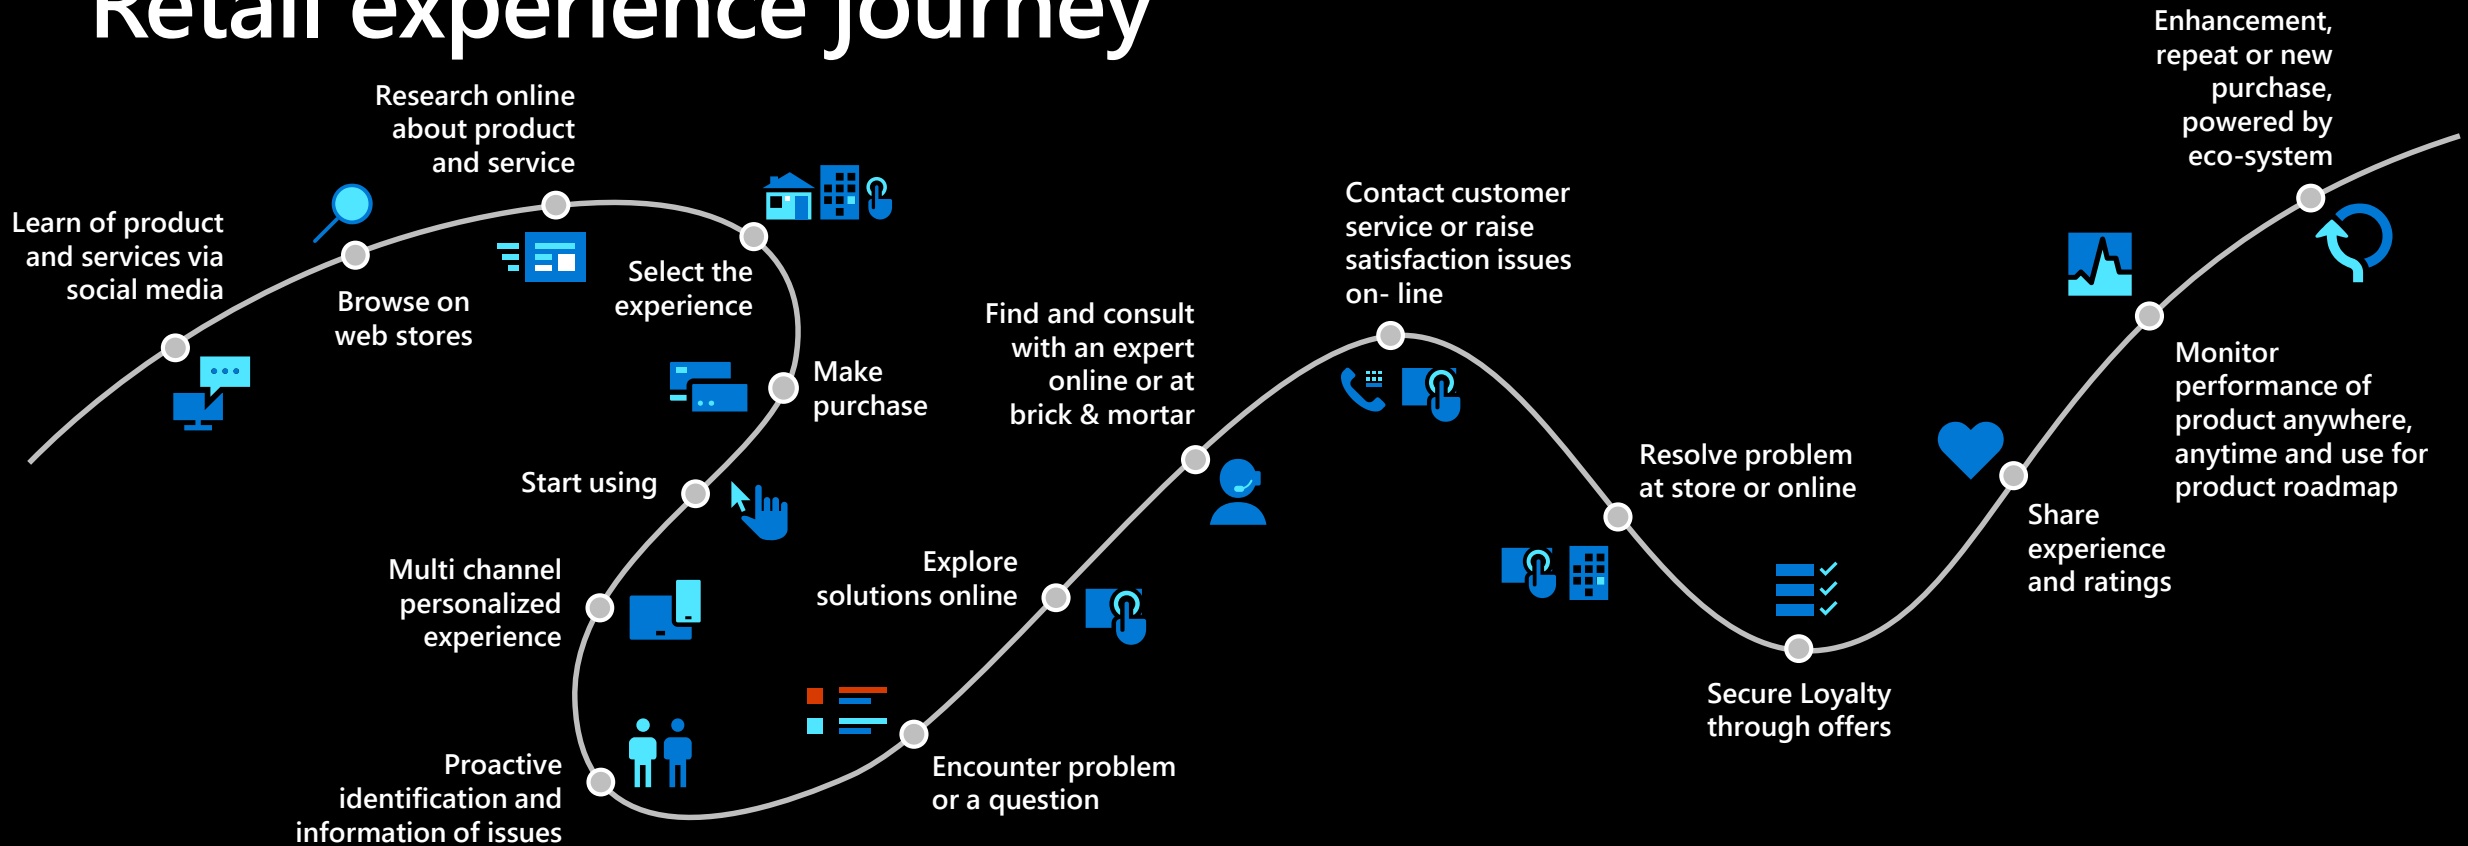 Retail experience journey
Learn of product
and services via
social media
Browse on
web stores
Research online
about product
and service
Select the
experience
Make
purchase
Start using
Multi channel
personalized
experience
Proactive
identification and
information of issues
Encounter problem
or a question
Explore
solutions online
Find and consult
with an expert
online or at
brick & mortar
Contact customer
service or raise
satisfaction issues
on- line
Resolve problem
at store or online
Secure Loyalty
through offers
Share
experience
and ratings
Monitor
performance of
product anywhere,
anytime and use for
product roadmap
Enhancement,
repeat or new
purchase,
powered by
eco-system